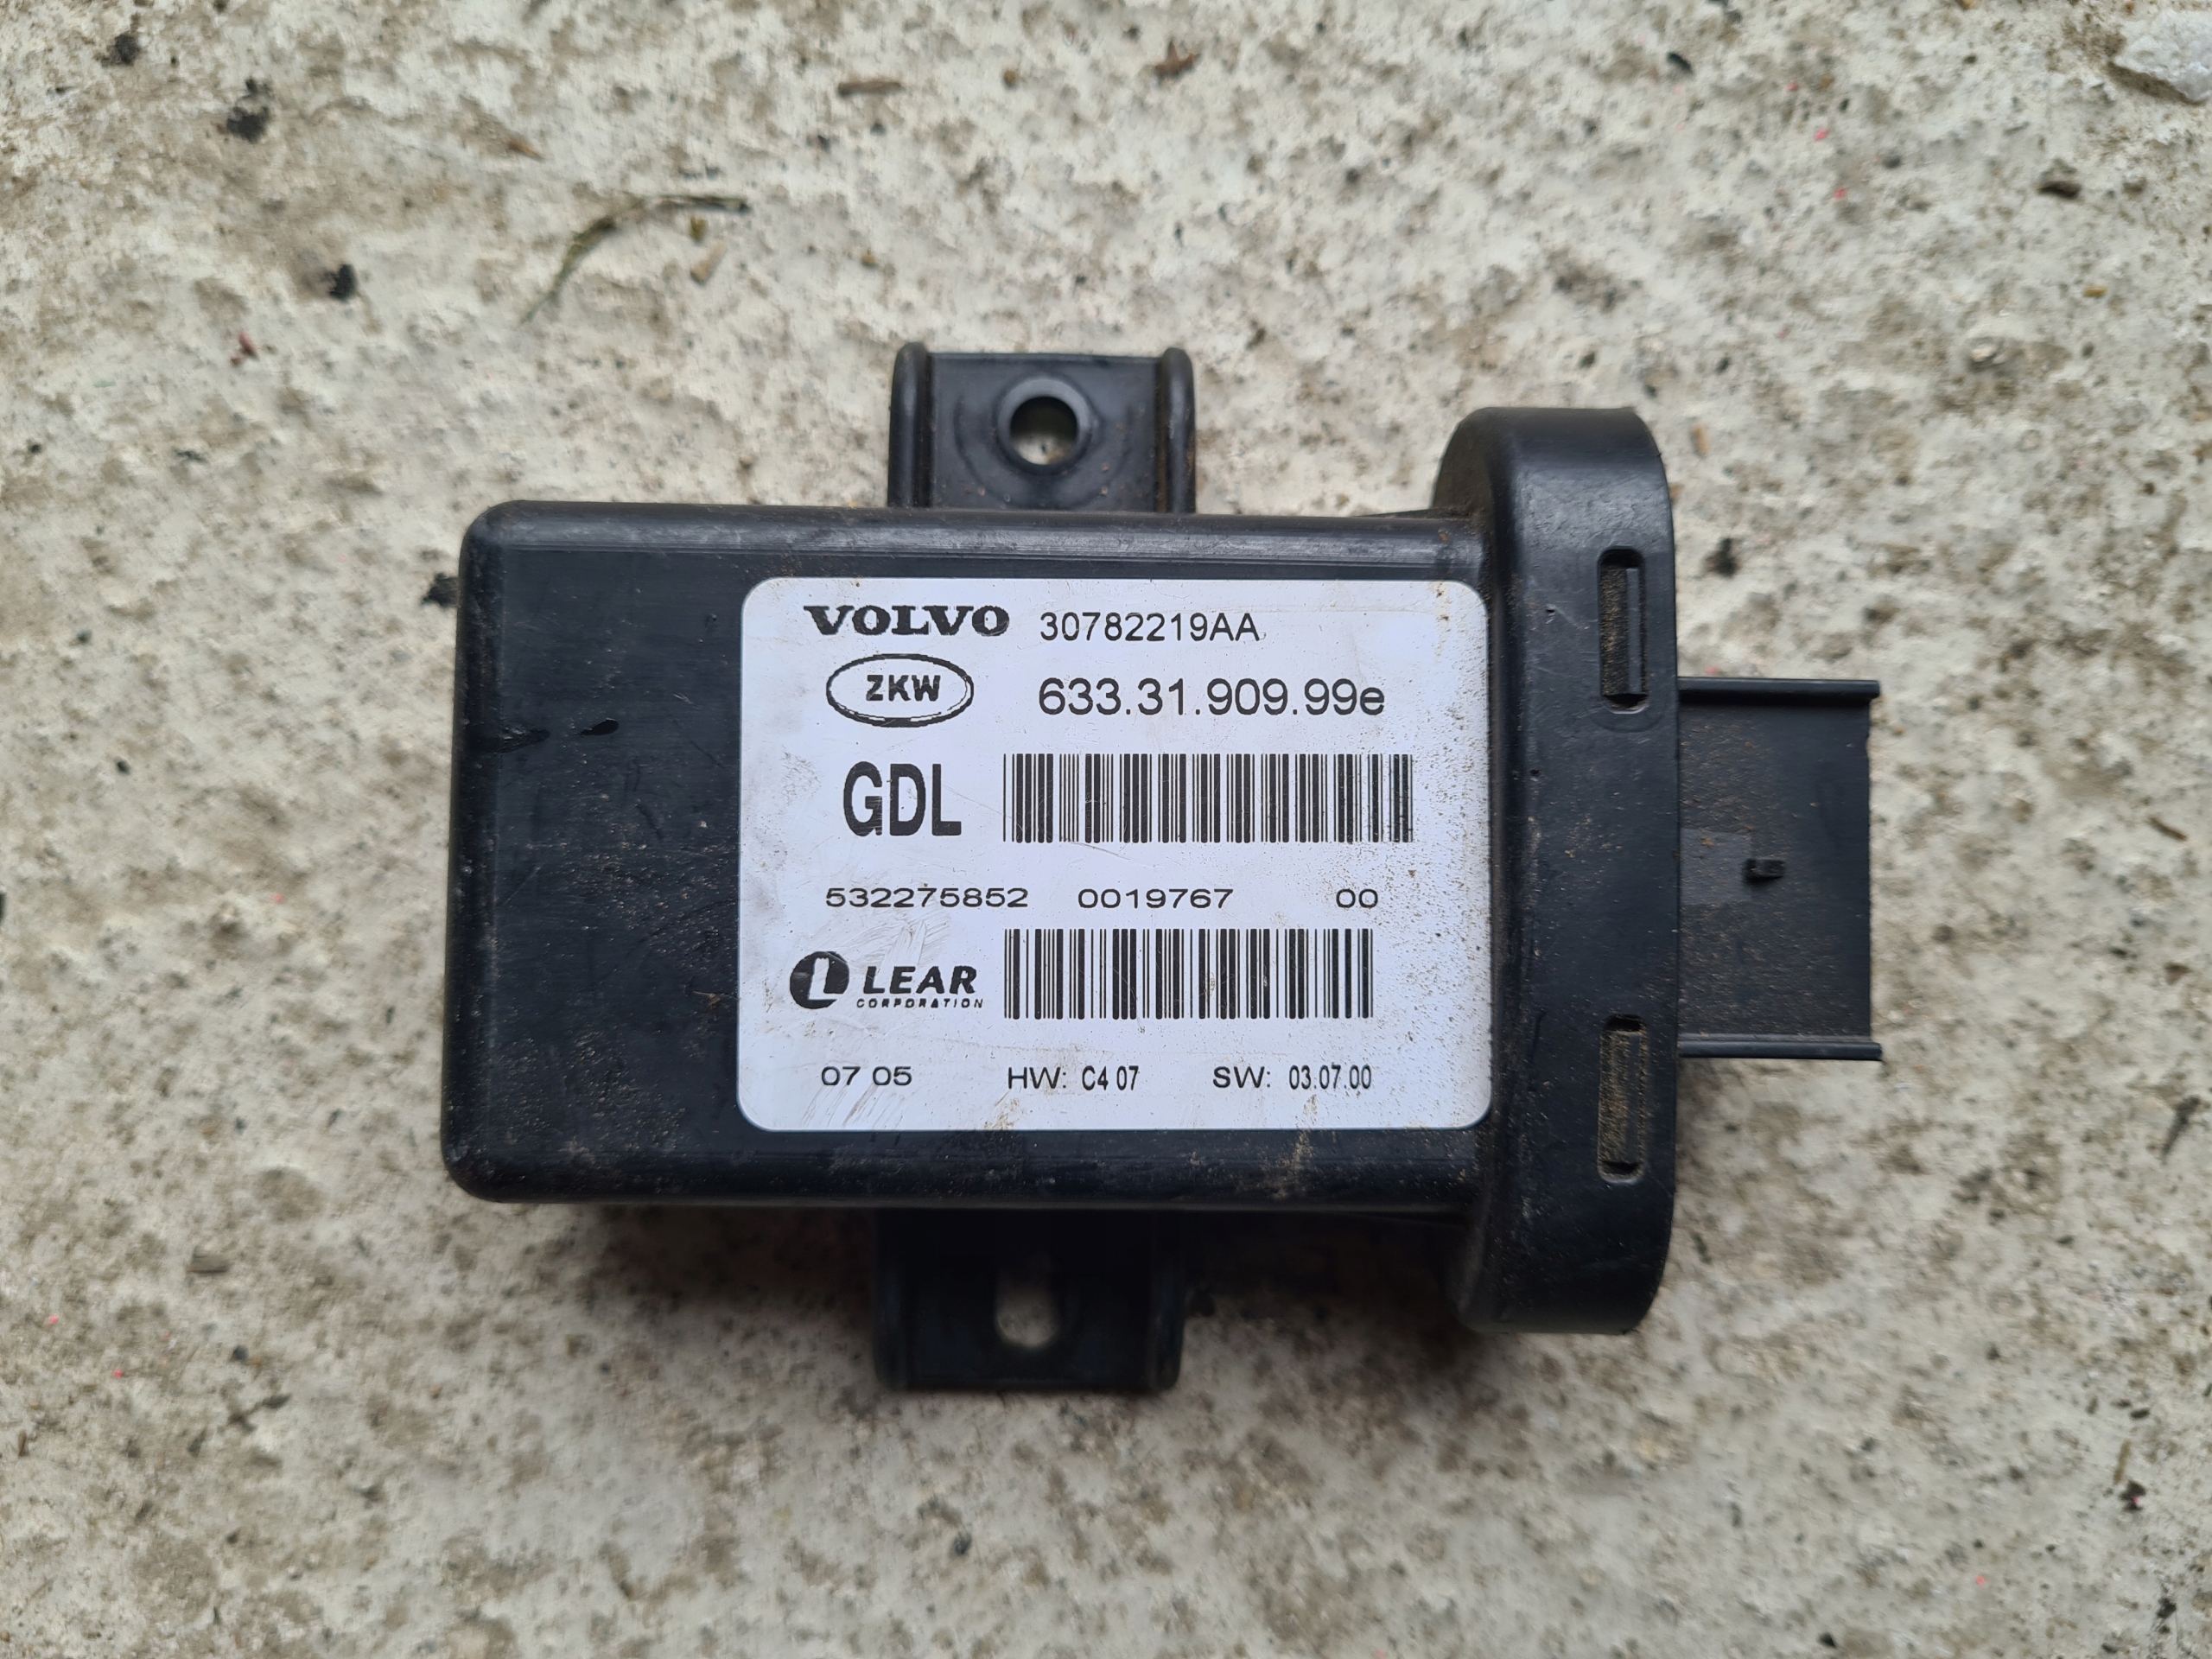 VOLVO 30782219AA
ZKW 633.31.909.99e
GDL
532275852 0019767 00
L LEAR
CORPORATION
07 05 HW: C4 07 SW: 03.07.00